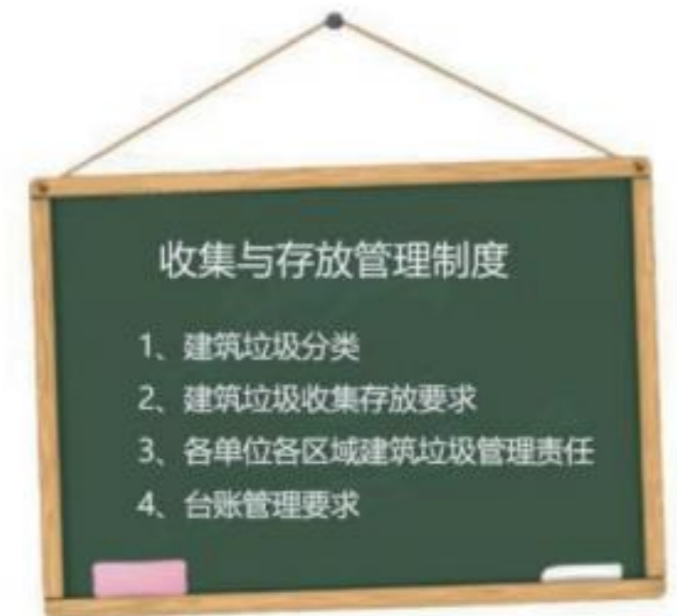 收集与存放管理制度
1、建筑垃圾分类
2、建筑垃圾收集存放要求
3、各单位各区域建筑垃圾管理责任
4、台账管理要求